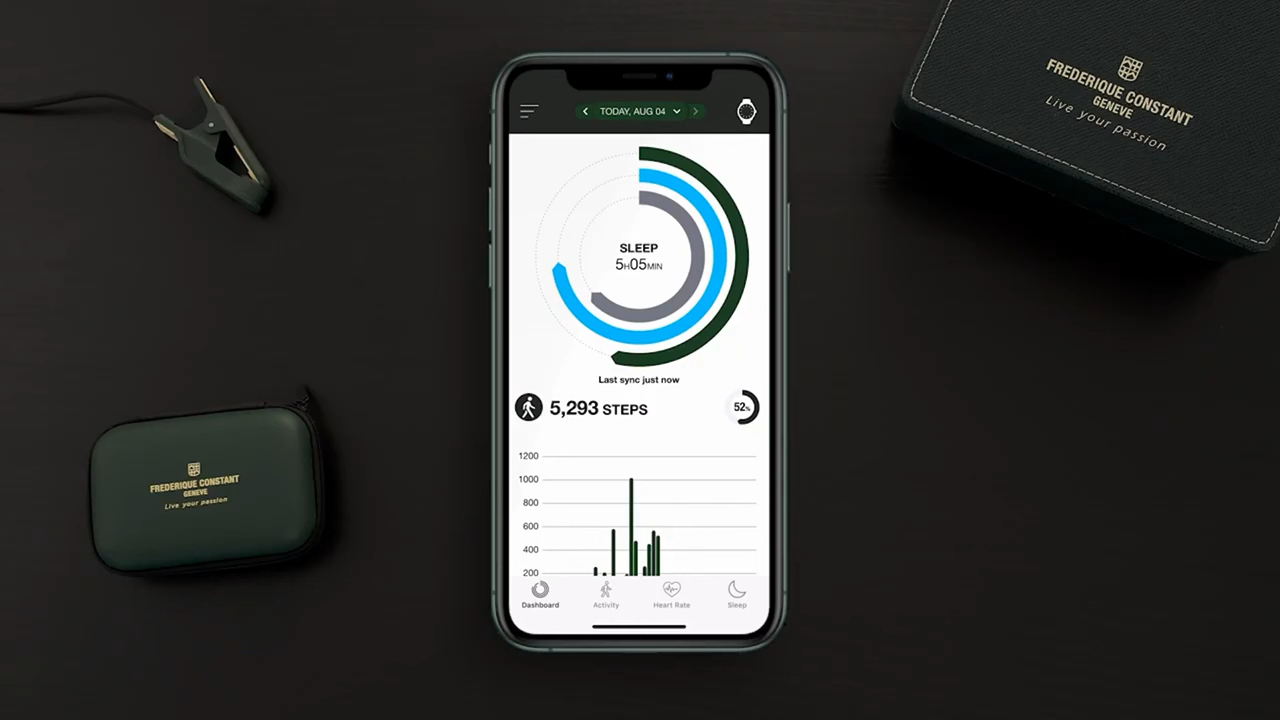 FREDERIQUE CONSTANT
GENEVE
Live your passion
TODAY, AUG 04
SLEEP
5H05MIN
Last sync just now
5,293 STEPS
52%
1200
1000
800
600
400
200
Dashboard
Activity
Heart Rate
Sleep
FREDERIQUE CONSTANT
GENEVE
Live your passion